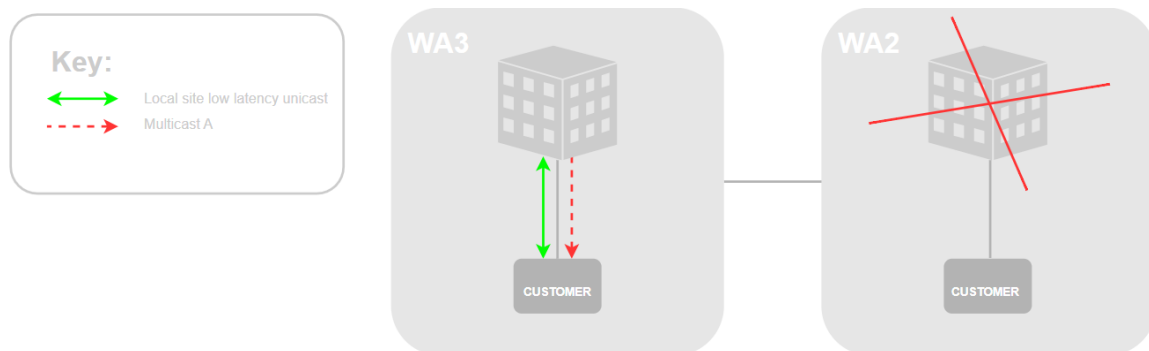 Key:
Local site low latency unicast
Multicast A
WA3
CUSTOMER
WA2
CUSTOMER